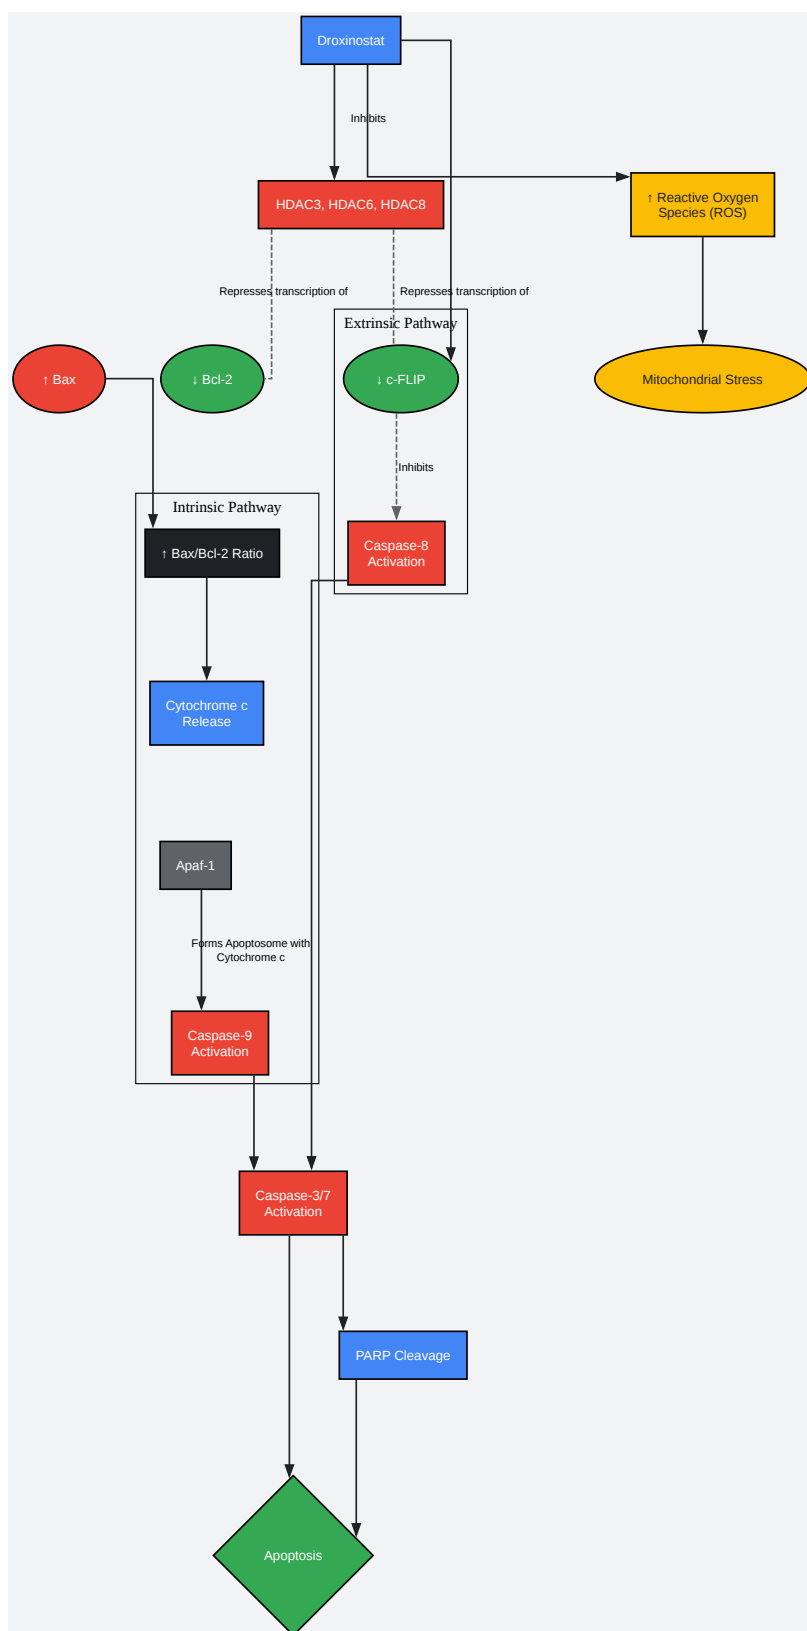 Droxinostat
Inhibits
HDAC3, HDAC6, HDAC8
↑ Reactive Oxygen
Species (ROS)
Represses transcription of
Represses transcription of
Extrinsic Pathway
↑ Bax
↓ Bcl-2
↓ c-FLIP
Mitochondrial Stress
Inhibits
Intrinsic Pathway
↑ Bax/Bcl-2 Ratio
Caspase-8
Activation
Cytochrome c
Release
Apaf-1
Forms Apoptosome with
Cytochrome c
Caspase-9
Activation
Caspase-3/7
Activation
PARP Cleavage
Apoptosis